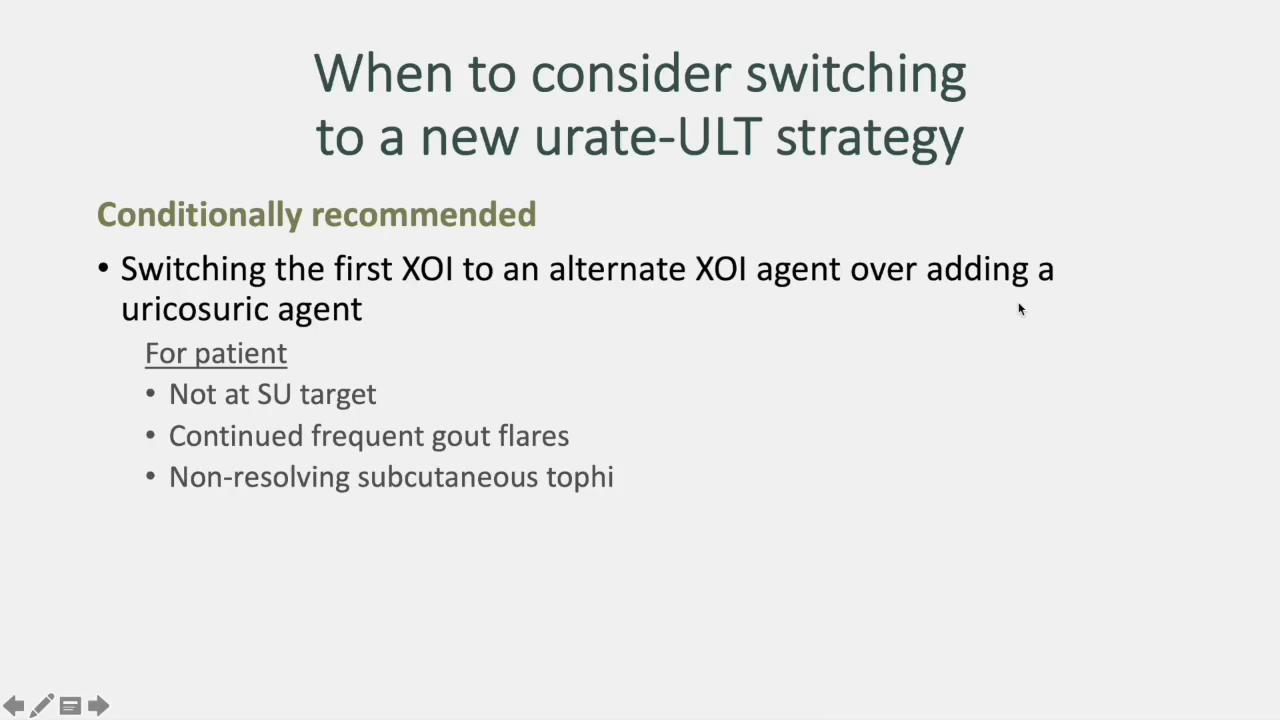 When to consider switching
to a new urate-ULT strategy
Conditionally recommended
• Switching the first XOI to an alternate XOI agent over adding a
uricosuric agent
For patient
• Not at SU target
• Continued frequent gout flares
• Non-resolving subcutaneous tophi